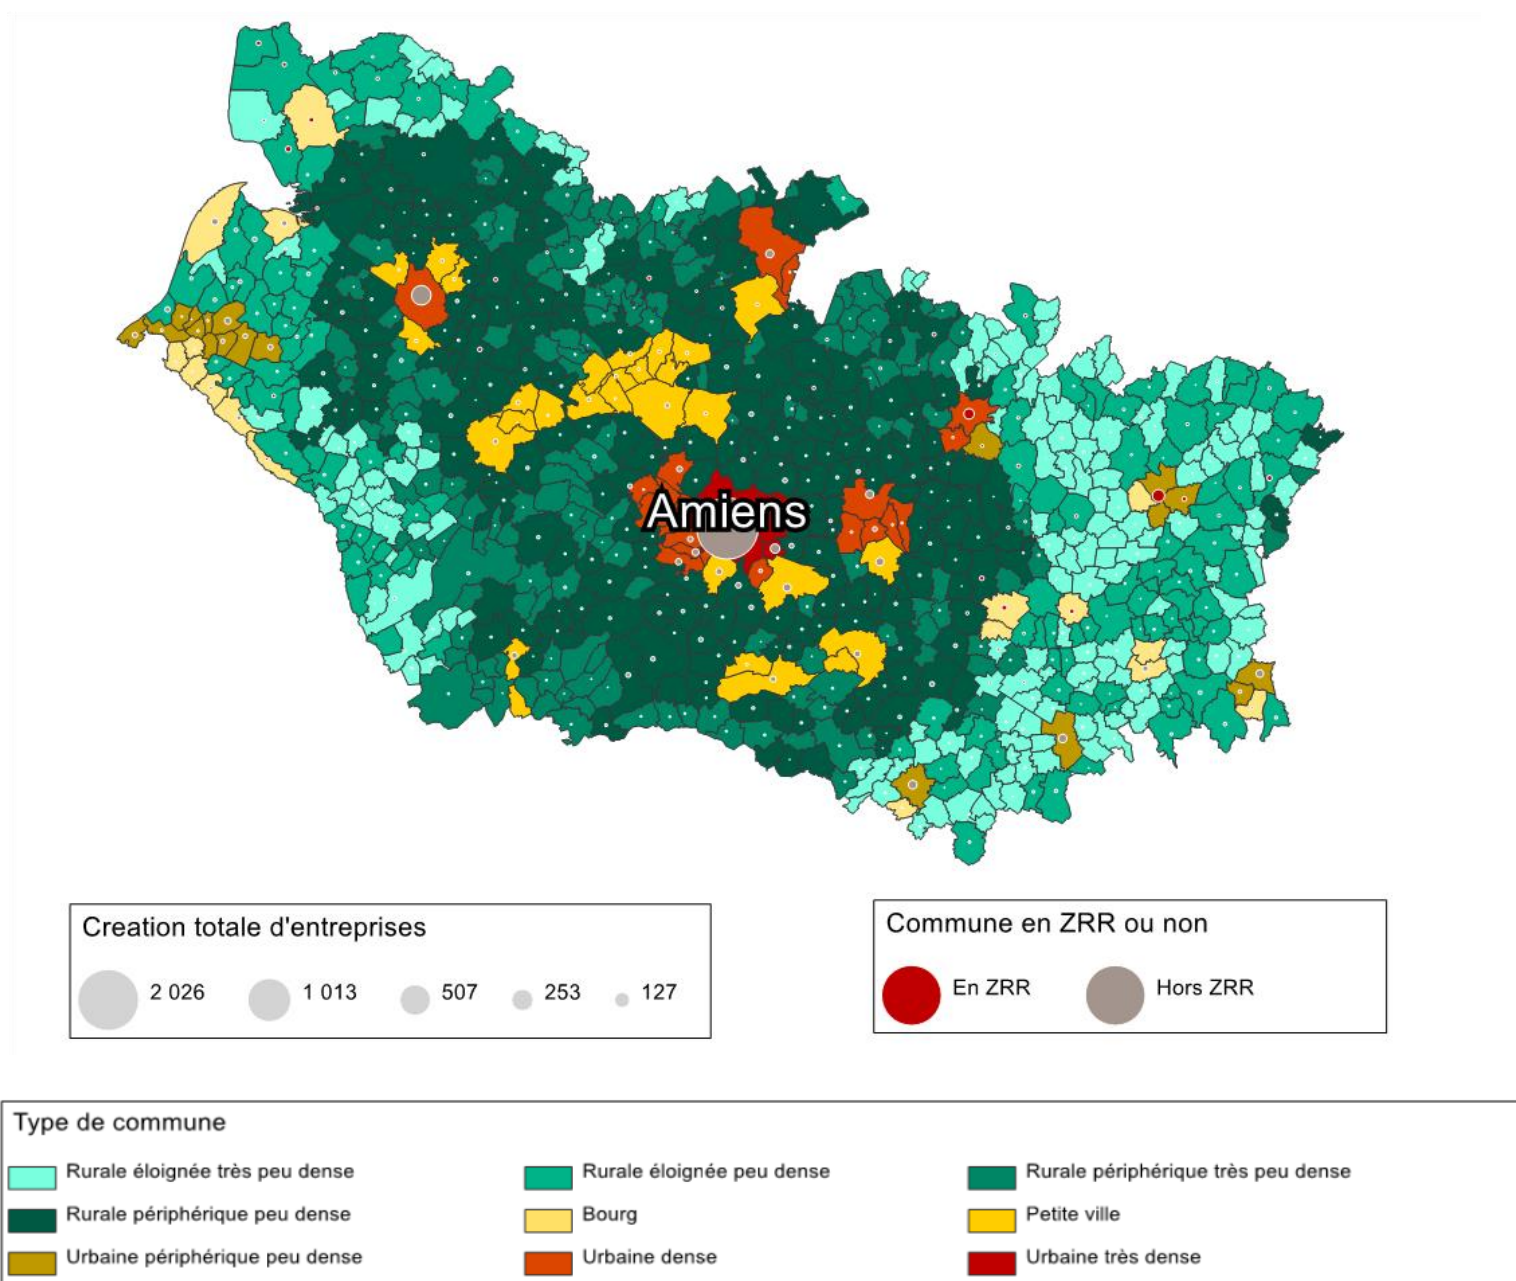 Amiens
Creation totale d'entreprises
2 026 1 013 507 253 127
Commune en ZRR ou non
En ZRR Hors ZRR
Type de commune
Rurale éloignée très peu dense Rurale éloignée peu dense Rurale périphérique très peu dense
Rurale périphérique peu dense Bourg Petite ville
Urbaine périphérique peu dense Urbaine dense Urbaine très dense